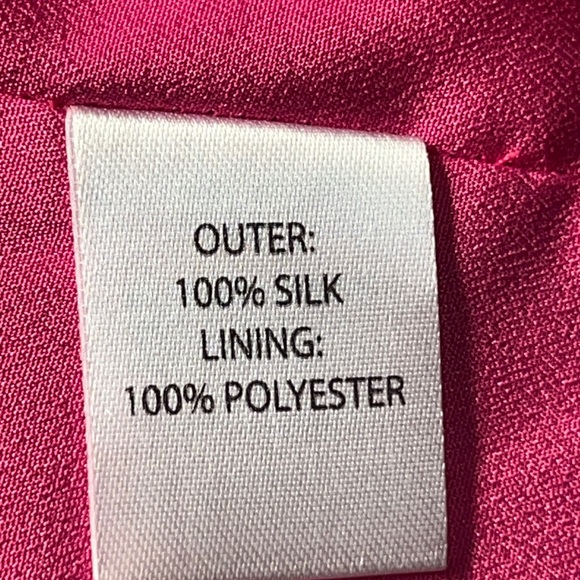 OUTER:
100% SILK
LINING:
100% POLYESTER